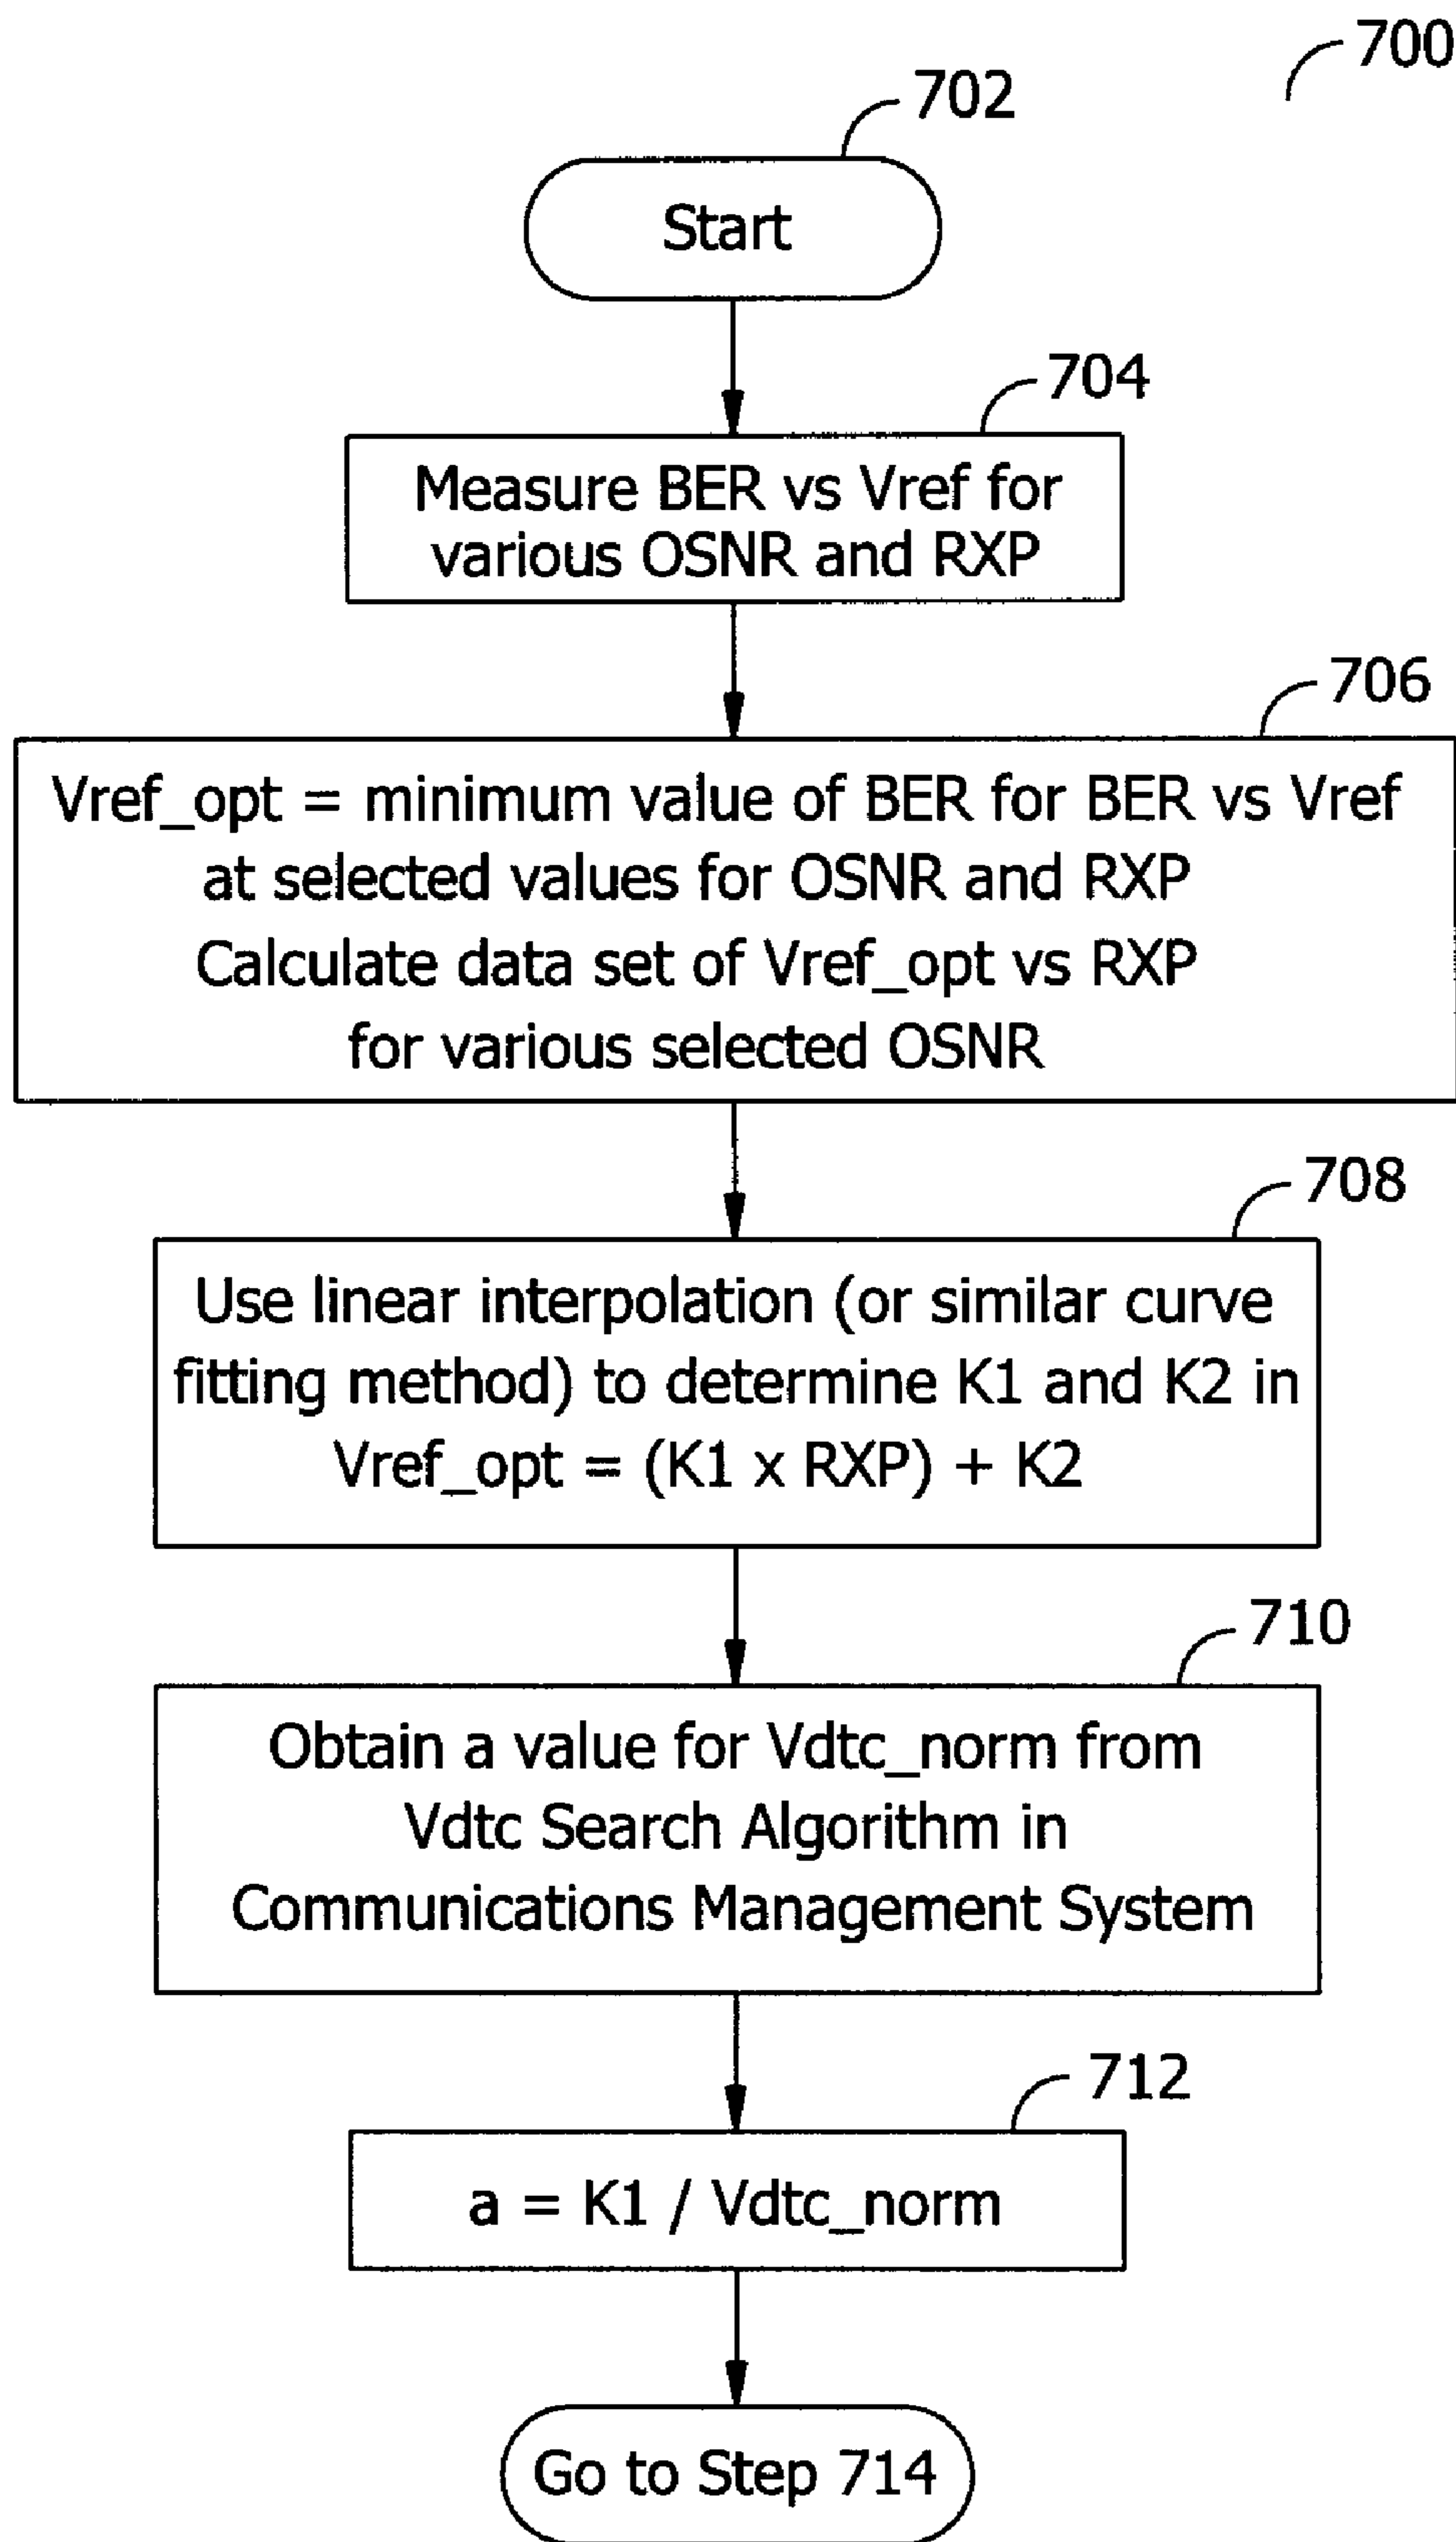 700
702
Start
704
Measure BER vs Vref for
various OSNR and RXP
706
Vref_opt = minimum value of BER for BER vs Vref
at selected values for OSNR and RXP
Calculate data set of Vref_opt vs RXP
for various selected OSNR
708
Use linear interpolation (or similar curve
fitting method) to determine K1 and K2 in
Vref_opt = (K1 x RXP) + K2
710
Obtain a value for Vdtc_norm from
Vdtc Search Algorithm in
Communications Management System
712
a = K1 / Vdtc_norm
Go to Step 714